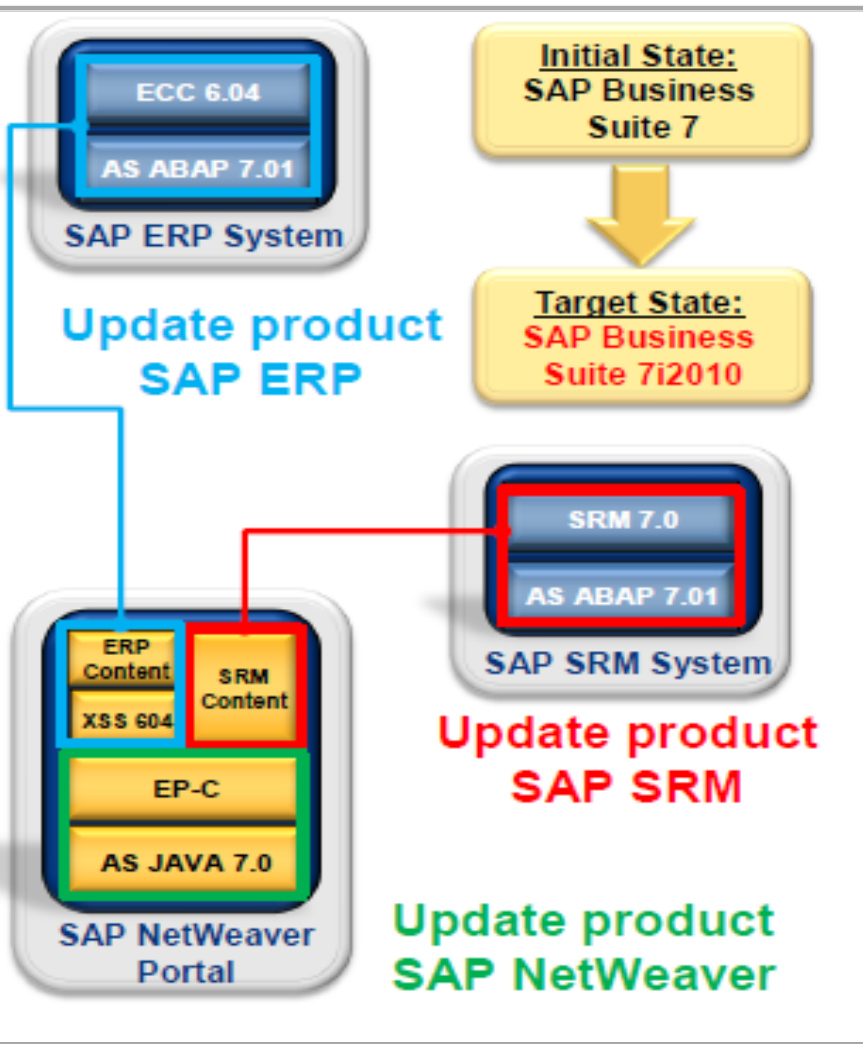 ECC 6.04
AS ABAP 7.01
SAP ERP System
Initial State:
SAP Business
Suite 7
Update product
SAP ERP
Target State:
SAP Business
Suite 7i2010
SRM 7.0
AS ABAP 7.01
SAP SRM System
Update product
SAP SRM
ERP
Content
XSS 604
SRM
Content
EP-C
AS JAVA 7.0
SAP NetWeaver
Portal
Update product
SAP NetWeaver